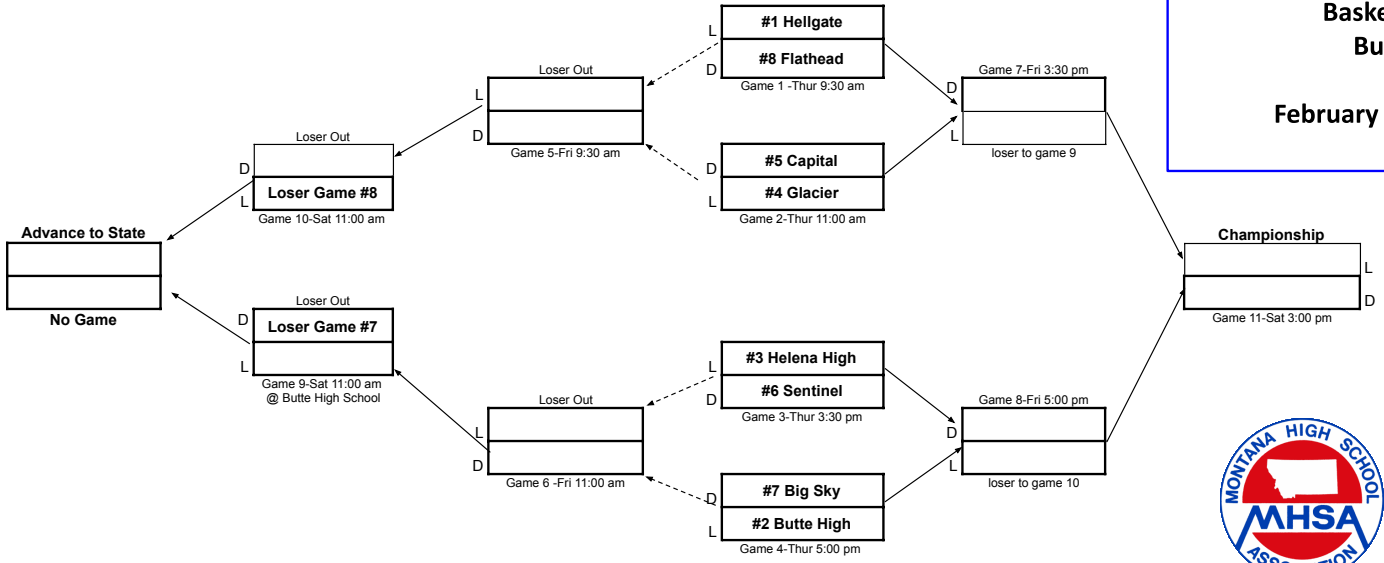 Baske
Bu
February
#1 Hellgate
L
#8 Flathead
D
Game 1 -Thur 9:30 am
Loser Out
L
D
Game 5-Fri 9:30 am
Game 7-Fri 3:30 pm
D
L
loser to game 9
Loser Out
D
Loser Game #8
L
Game 10-Sat 11:00 am
#5 Capital
D
#4 Glacier
L
Game 2-Thur 11:00 am
Advance to State
No Game
Championship
L
D
Game 11-Sat 3:00 pm
Loser Out
D
Loser Game #7
L
Game 9-Sat 11:00 am
@ Butte High School
#3 Helena High
L
#6 Sentinel
D
Game 3-Thur 3:30 pm
Loser Out
L
D
Game 6 -Fri 11:00 am
Game 8-Fri 5:00 pm
D
L
loser to game 10
#7 Big Sky
D
#2 Butte High
L
Game 4-Thur 5:00 pm
MONTANA HIGH SCHOOL
MHSA
ASSOCIATION